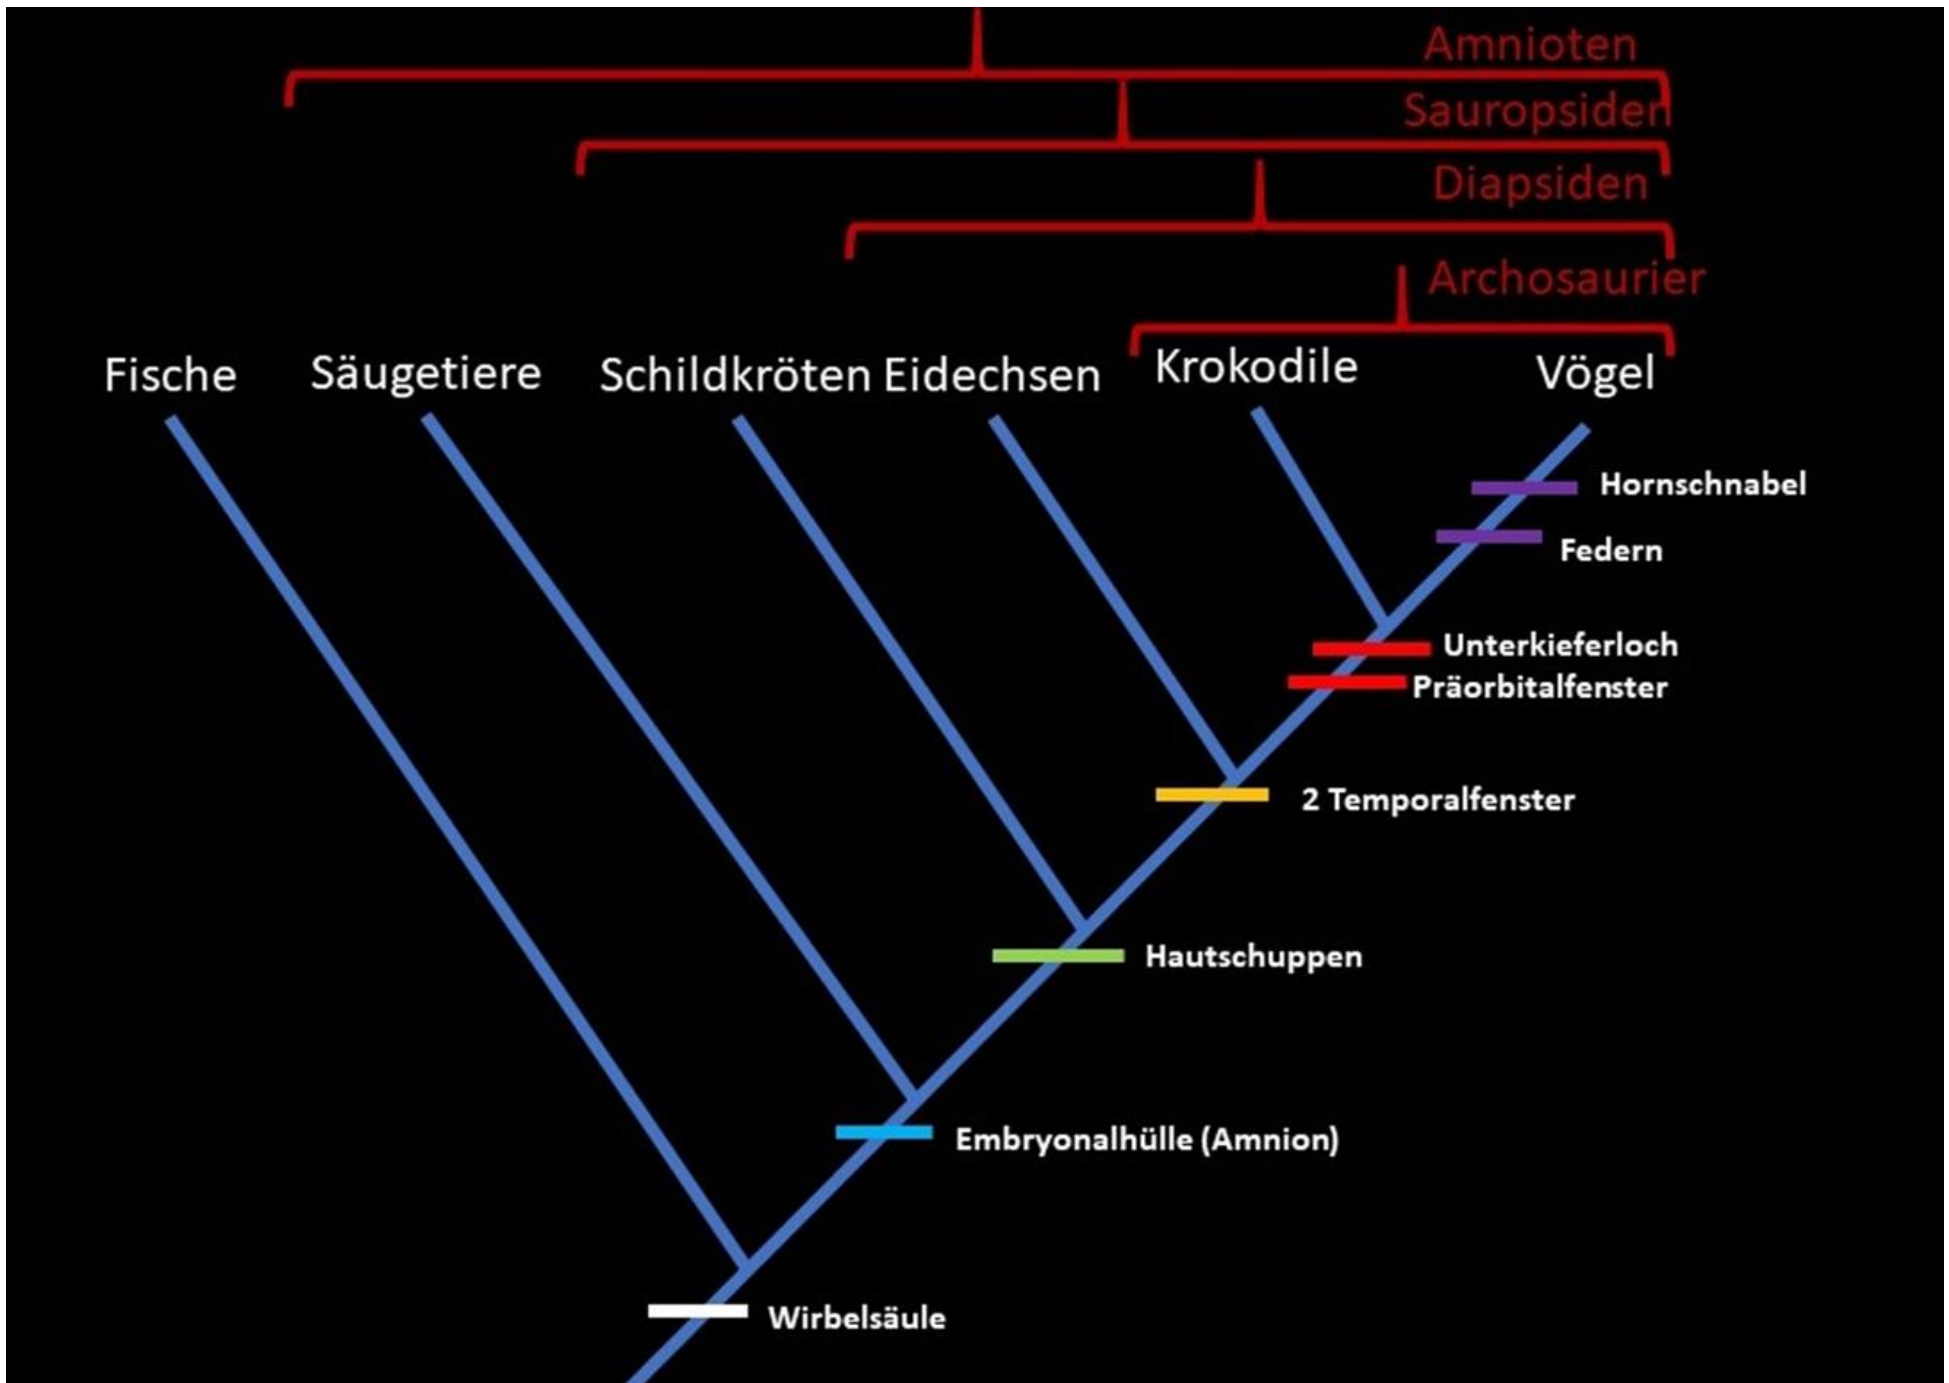 Amnioten
Sauropsiden
Diapsiden
Archosaurier
Fische Säugetiere Schildkröten Eidechsen Krokodile Vögel
Hornschnabel
Federn
Unterkieferloch
Präorbitalfenster
2 Temporalfenster
Hautschuppen
Embryonalhülle (Amnion)
Wirbelsäule